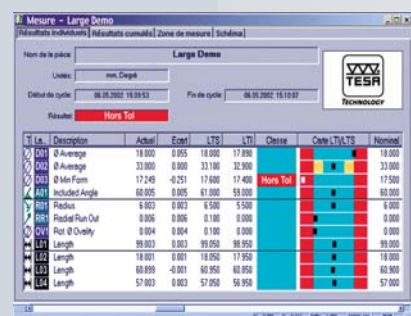 Mesure - Large Demo
Résultats individuels Résultats cumulés Zone de mesure Schéma
Nom de la pièce: Large Demo
Unités: mm, Degré
Début de cycle: 06.05.2002 15:09:53 Fin de cycle: 06.05.2002 15:10:07
Résultat: Hors Tol
TESA
TECHNOLOGY
T La... Description Actuel Ecart LTS LTI Classe Carte LTI/LTS Nominal
D01 Ø Average 18.000 0.055 18.000 17.890 18.000
D02 Ø Average 33.000 0.000 33.100 32.900 33.000
D03 Ø Min Form 17.249 -0.251 17.600 17.400 Hors Tol 17.500
A01 Included Angle 60.005 0.005 61.000 59.000 60.000
R01 Radius 6.003 0.003 6.500 5.500 6.000
RR1 Radial Run Out 0.006 0.006 0.100 0.000 0.000
OV1 Rot. Ø Ovality 0.004 0.004 0.100 0.000 0.000
L01 Length 99.003 0.003 99.050 98.950 99.000
L02 Length 18.001 0.001 18.050 17.950 18.000
L03 Length 60.899 -0.001 60.950 60.850 60.900
L04 Length 57.003 0.003 57.050 56.950 57.000